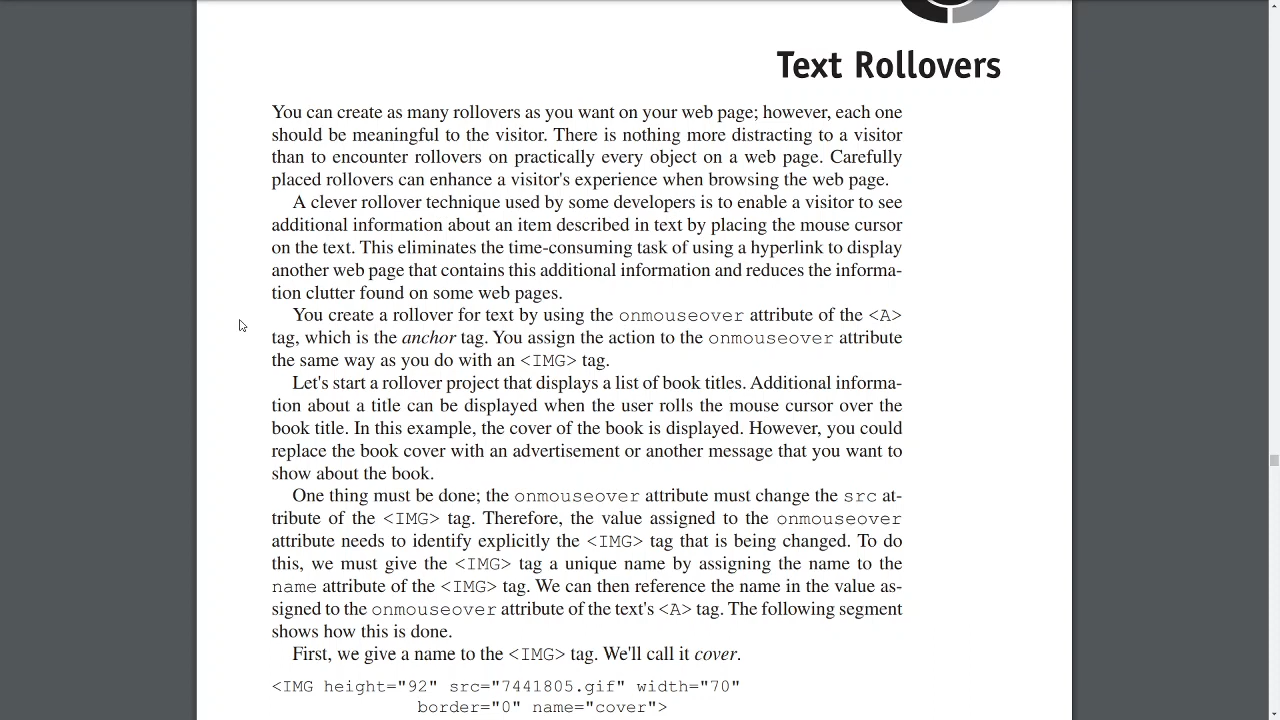 Text Rollovers
You can create as many rollovers as you want on your web page; however, each one
should be meaningful to the visitor. There is nothing more distracting to a visitor
than to encounter rollovers on practically every object on a web page. Carefully
placed rollovers can enhance a visitor's experience when browsing the web page.
A clever rollover technique used by some developers is to enable a visitor to see
additional information about an item described in text by placing the mouse cursor
on the text. This eliminates the time-consuming task of using a hyperlink to display
another web page that contains this additional information and reduces the informa-
tion clutter found on some web pages.
You create a rollover for text by using the onmouseover attribute of the <A>
tag, which is the anchor tag. You assign the action to the onmouseover attribute
the same way as you do with an <IMG> tag.
Let's start a rollover project that displays a list of book titles. Additional informa-
tion about a title can be displayed when the user rolls the mouse cursor over the
book title. In this example, the cover of the book is displayed. However, you could
replace the book cover with an advertisement or another message that you want to
show about the book.
One thing must be done; the onmouseover attribute must change the src at-
tribute of the <IMG> tag. Therefore, the value assigned to the onmouseover
attribute needs to identify explicitly the <IMG> tag that is being changed. To do
this, we must give the <IMG> tag a unique name by assigning the name to the
name attribute of the <IMG> tag. We can then reference the name in the value as-
signed to the onmouseover attribute of the text's <A> tag. The following segment
shows how this is done.
First, we give a name to the <IMG> tag. We'll call it cover.
<IMG height="92" src="7441805.gif" width="70"
border="0" name="cover">